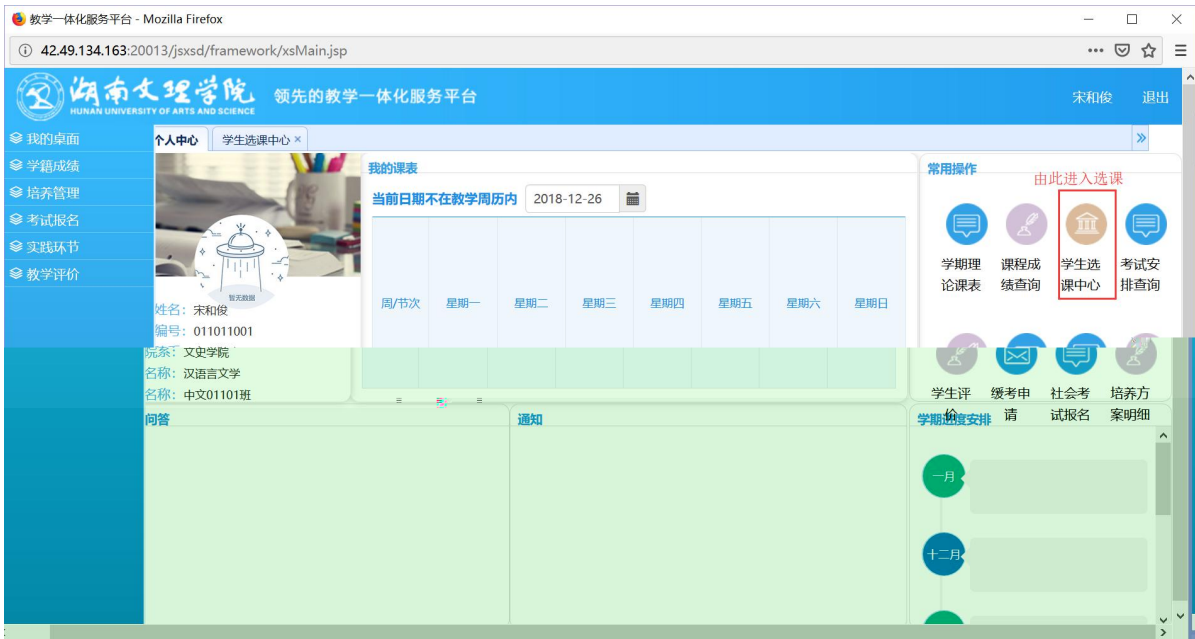 教学一体化服务平台 - Mozilla Firefox
42.49.134.163:20013/jsxsd/framework/xsMain.jsp
湖南文理学院
HUNAN UNIVERSITY OF ARTS AND SCIENCE
领先的教学一体化服务平台
宋和俊 退出
我的桌面
学籍成绩
培养管理
考试报名
实践环节
教学评价
个人中心 学生选课中心 ×
暂无数据
姓名：宋和俊
编号：011011001
院系：文史学院
名称：汉语言文学
名称：中文01101班
我的课表
当前日期不在教学周历内 2018-12-26
周/节次 星期一 星期二 星期三 星期四 星期五 星期六 星期日
常用操作
由此进入选课
学期理论课表
课程成绩查询
学生选课中心
考试安排查询
学生评价
缓考申请
社会考试报名
培养方案明细
问答
通知
学期进度安排
一月
十二月